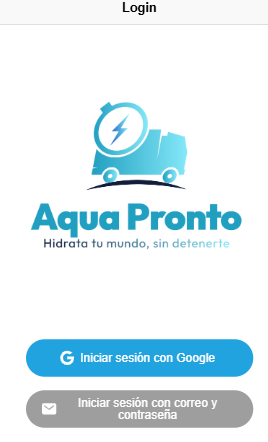 Login
Aqua Pronto
Hidrata tu mundo, sin detenerte
Iniciar sesión con Google
Iniciar sesión con correo y
contraseña